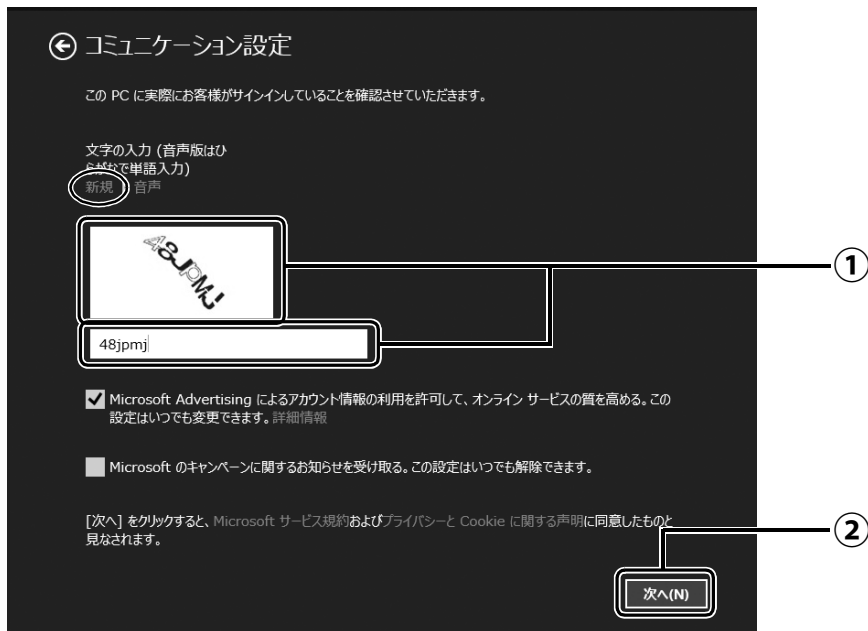 コミュニケーション設定
この PC に実際にお客様がサインインしていることを確認させていただきます。
文字の入力 (音声版はひ
らがなで単語入力)
新規 音声
48JPMJ
①
48jpmj
Microsoft Advertising によるアカウント情報の利用を許可して、オンライン サービスの質を高める。この
設定はいつでも変更できます。詳細情報
Microsoft のキャンペーンに関するお知らせを受け取る。この設定はいつでも解除できます。
[次へ] をクリックすると、Microsoft サービス規約およびプライバシーと Cookie に関する声明に同意したものと
見なされます。
②
次へ(N)